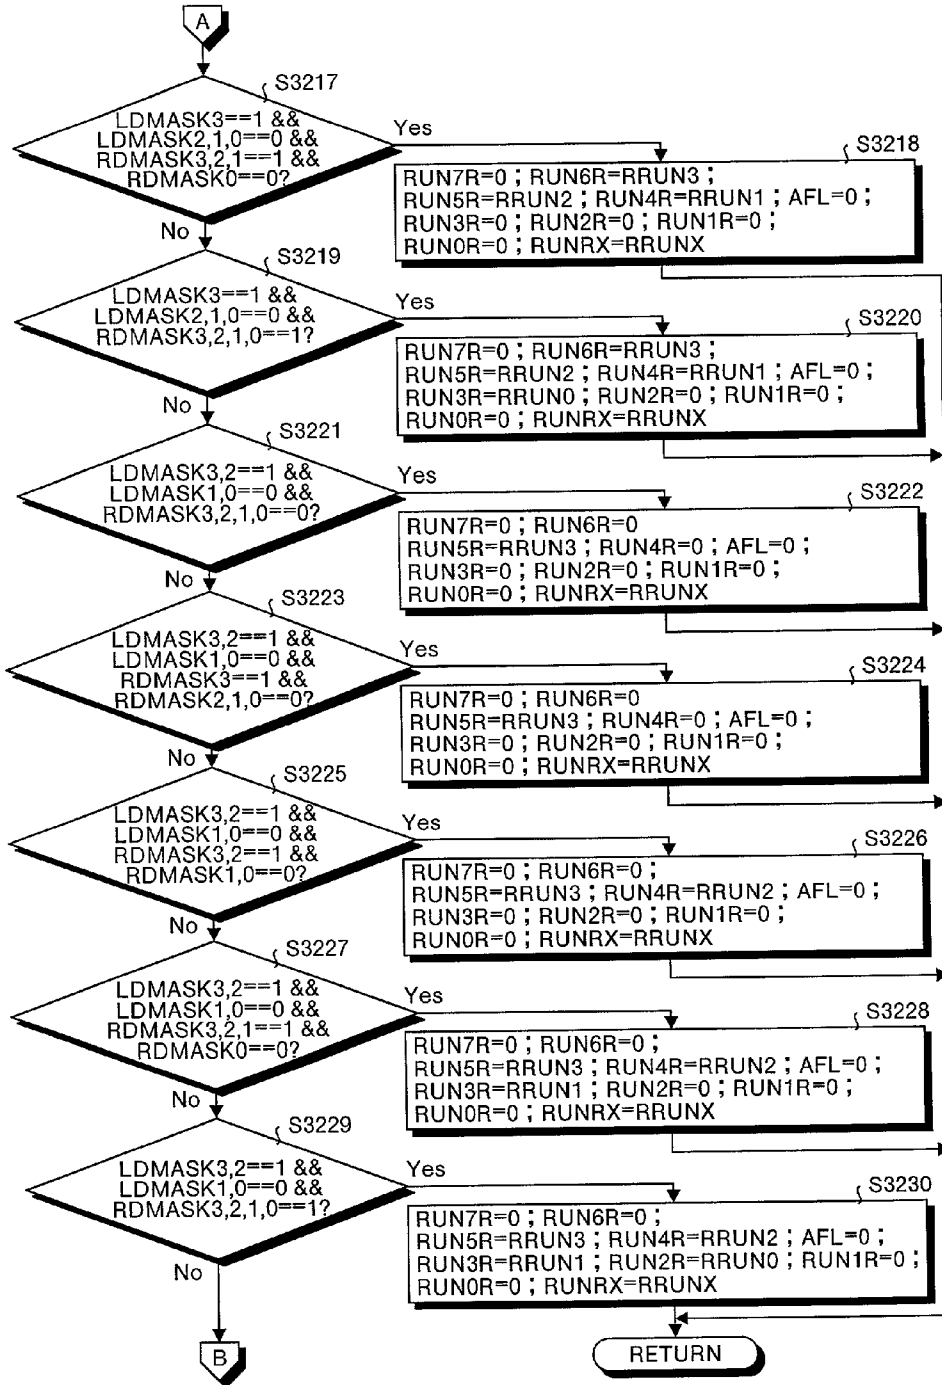 A
S3217
LDMASK3==1 &&
LDMASK2,1,0==0 &&
RDMASK3,2,1==1 &&
RDMASK0==0?
Yes
No
S3218
RUN7R=0 ; RUN6R=RRUN3 ;
RUN5R=RRUN2 ; RUN4R=RRUN1 ; AFL=0 ;
RUN3R=0 ; RUN2R=0 ; RUN1R=0 ;
RUN0R=0 ; RUNRX=RRUNX
S3219
LDMASK3==1 &&
LDMASK2,1,0==0 &&
RDMASK3,2,1,0==1?
Yes
No
S3220
RUN7R=0 ; RUN6R=RRUN3 ;
RUN5R=RRUN2 ; RUN4R=RRUN1 ; AFL=0 ;
RUN3R=RRUN0 ; RUN2R=0 ; RUN1R=0 ;
RUN0R=0 ; RUNRX=RRUNX
S3221
LDMASK3,2==1 &&
LDMASK1,0==0 &&
RDMASK3,2,1,0==0?
Yes
No
S3222
RUN7R=0 ; RUN6R=0
RUN5R=RRUN3 ; RUN4R=0 ; AFL=0 ;
RUN3R=0 ; RUN2R=0 ; RUN1R=0 ;
RUN0R=0 ; RUNRX=RRUNX
S3223
LDMASK3,2==1 &&
LDMASK1,0==0 &&
RDMASK3==1 &&
RDMASK2,1,0==0?
Yes
No
S3224
RUN7R=0 ; RUN6R=0
RUN5R=RRUN3 ; RUN4R=0 ; AFL=0 ;
RUN3R=0 ; RUN2R=0 ; RUN1R=0 ;
RUN0R=0 ; RUNRX=RRUNX
S3225
LDMASK3,2==1 &&
LDMASK1,0==0 &&
RDMASK3,2==1 &&
RDMASK1,0==0?
Yes
No
S3226
RUN7R=0 ; RUN6R=0 ;
RUN5R=RRUN3 ; RUN4R=RRUN2 ; AFL=0 ;
RUN3R=0 ; RUN2R=0 ; RUN1R=0 ;
RUN0R=0 ; RUNRX=RRUNX
S3227
LDMASK3,2==1 &&
LDMASK1,0==0 &&
RDMASK3,2,1==1 &&
RDMASK0==0?
Yes
No
S3228
RUN7R=0 ; RUN6R=0 ;
RUN5R=RRUN3 ; RUN4R=RRUN2 ; AFL=0 ;
RUN3R=RRUN1 ; RUN2R=0 ; RUN1R=0 ;
RUN0R=0 ; RUNRX=RRUNX
S3229
LDMASK3,2==1 &&
LDMASK1,0==0 &&
RDMASK3,2,1,0==1?
Yes
No
S3230
RUN7R=0 ; RUN6R=0 ;
RUN5R=RRUN3 ; RUN4R=RRUN2 ; AFL=0 ;
RUN3R=RRUN1 ; RUN2R=RRUN0 ; RUN1R=0 ;
RUN0R=0 ; RUNRX=RRUNX
B
RETURN